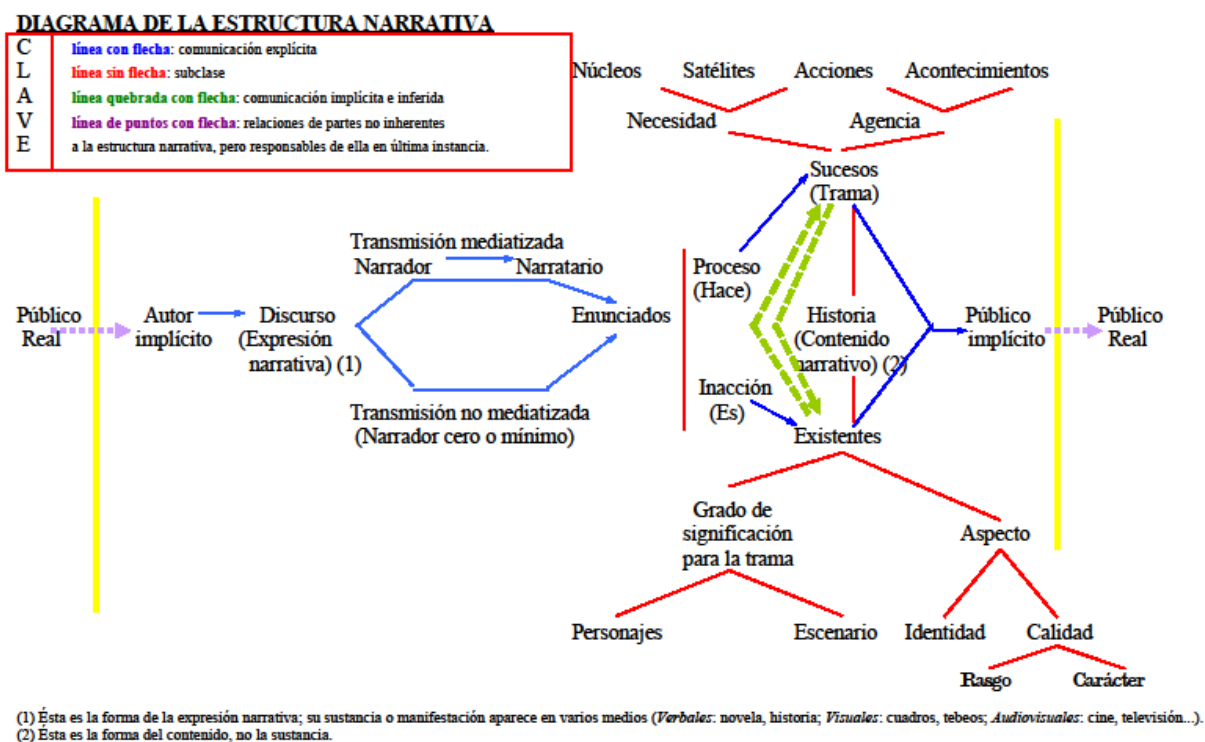 DIAGRAMA DE LA ESTRUCTURA NARRATIVA
C línea con flecha: comunicación explícita
L línea sin flecha: subclase
A línea quebrada con flecha: comunicación implícita e inferida
V línea de puntos con flecha: relaciones de partes no inherentes
E a la estructura narrativa, pero responsables de ella en última instancia.
Núcleos Satélites Acciones Acontecimientos
Necesidad Agencia
Sucesos
(Trama)
Transmisión mediatizada
Narrador Narratario
Proceso
(Hace)
Público
Real
Autor
implícito
Discurso
(Expresión
narrativa) (1)
Enunciados
Historia
(Contenido
narrativo) (2)
Público
implícito
Público
Real
Inacción
(Es)
Transmisión no mediatizada
(Narrador cero o mínimo)
Existentes
Grado de
significación
para la trama
Aspecto
Personajes Escenario Identidad Calidad
Rasgo Carácter
(1) Ésta es la forma de la expresión narrativa; su sustancia o manifestación aparece en varios medios (Verbales: novela, historia; Visuales: cuadros, tebeos; Audiovisuales: cine, televisión...).
(2) Ésta es la forma del contenido, no la sustancia.